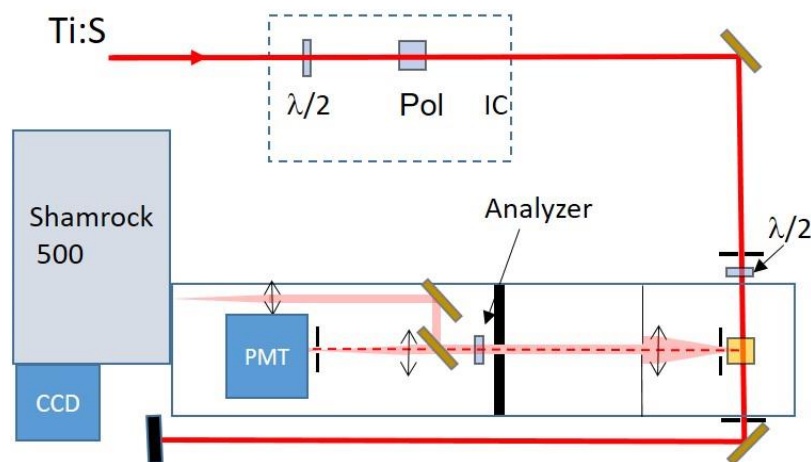 Ti:S
λ/2
Pol
IC
Shamrock
500
Analyzer
λ/2
PMT
CCD